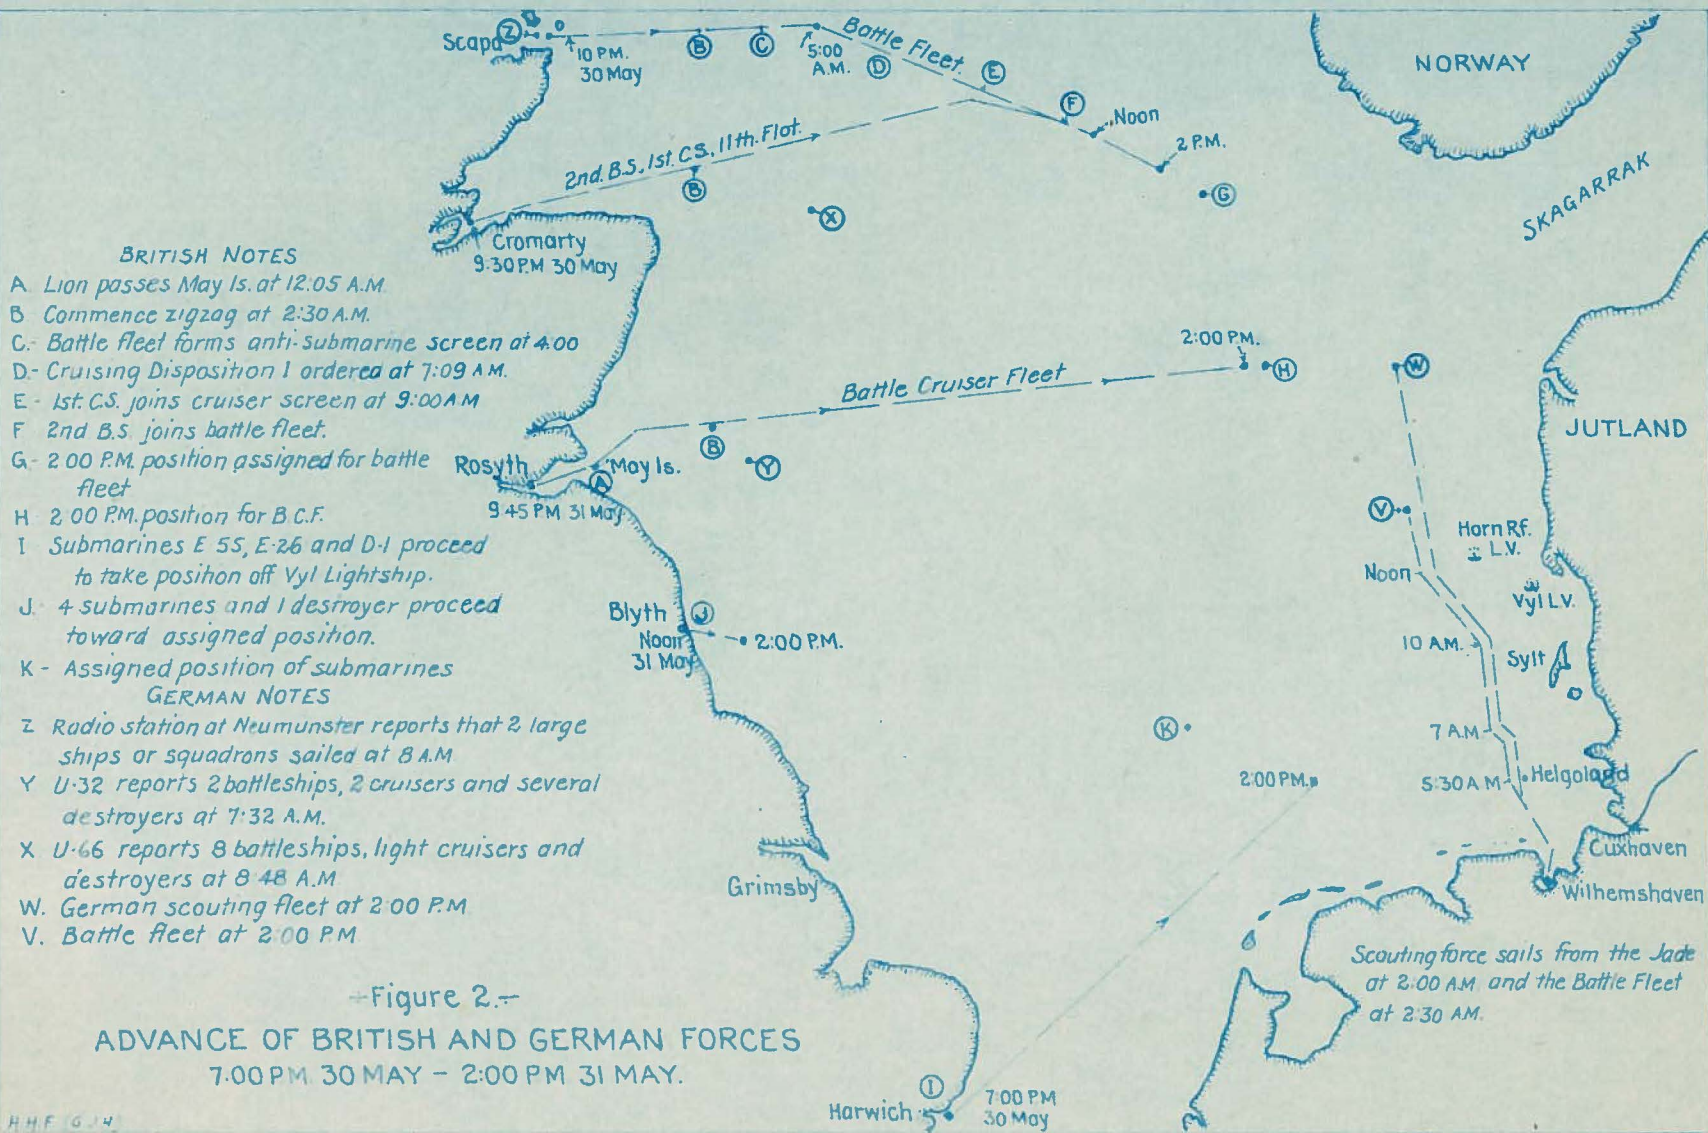 Scapa Z
10 PM.
30 May
B
C
5:00
A.M.
Battle Fleet.
D
E
F
Noon
2 P.M.
G
NORWAY
SKAGARRAK
2nd. B.S., 1st. C.S., 11th. Flot.
B
X
Cromarty
9:30 P.M 30 May
BRITISH NOTES
A. Lion passes May Is. at 12.05 A.M.
B Commence zigzag at 2:30 A.M.
C.- Battle fleet forms anti-submarine screen at 4.00
D.- Cruising Disposition 1 ordered at 7:09 A.M.
E - 1st. C.S. joins cruiser screen at 9:00 A M
F 2nd B.S. joins battle fleet.
G.- 2 00 P.M. position assigned for battle
fleet
H 2 00 P.M. position for B.C.F.
I Submarines E 55, E-26 and D-1 proceed
to take position off Vyl Lightship.
J. 4 submarines and 1 destroyer proceed
toward assigned position.
K - Assigned position of submarines
GERMAN NOTES
Z Radio station at Neumunster reports that 2 large
ships or squadrons sailed at 8 A.M
Y U-32 reports 2 battleships, 2 cruisers and several
destroyers at 7:32 A.M.
X U-66 reports 8 battleships, light cruisers and
destroyers at 8 48 A.M
W. German scouting fleet at 2:00 P.M
V. Battle fleet at 2 00 P M
2:00 P.M.
H
W
Battle Cruiser Fleet
B
Y
Rosyth
May Is.
A
9 45 PM 31 May
JUTLAND
V
Horn Rf.
L.V.
Noon
Vyl L.V.
10 A.M.
Sylt
Blyth
J
Noon
31 May
2:00 P.M.
K
7 A.M
2:00 P.M.
5:30 A M
Helgoland
Cuxhaven
Wilhemshaven
Grimsby
Scouting force sails from the Jade
at 2:00 A.M. and the Battle Fleet
at 2:30 A.M.
-Figure 2.-
ADVANCE OF BRITISH AND GERMAN FORCES
7:00 PM 30 MAY - 2:00 PM 31 MAY.
I
Harwich
7:00 PM
30 May